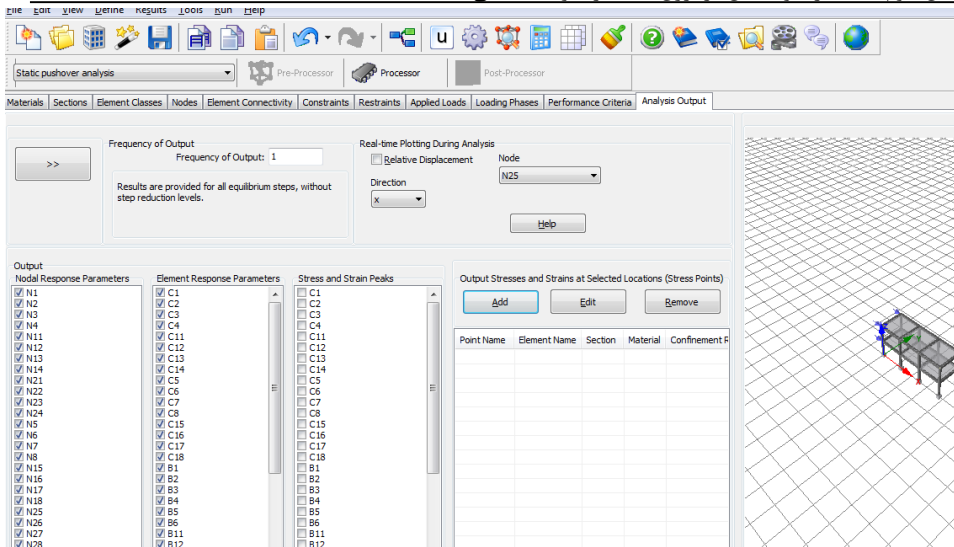 File Edit View Define Results Tools Run Help
u
Static pushover analysis Pre-Processor Processor Post-Processor
Materials Sections Element Classes Nodes Element Connectivity Constraints Restraints Applied Loads Loading Phases Performance Criteria Analysis Output
>>
Frequency of Output
Frequency of Output: 1
Results are provided for all equilibrium steps, without
step reduction levels.
Real-time Plotting During Analysis
Relative Displacement
Node
N25
Direction
x
Help
Output
Nodal Response Parameters
N1
N2
N3
N4
N11
N12
N13
N14
N21
N22
N23
N24
N5
N6
N7
N8
N15
N16
N17
N18
N25
N26
N27
N28
Element Response Parameters
C1
C2
C3
C4
C11
C12
C13
C14
C5
C6
C7
C8
C15
C16
C17
C18
B1
B2
B3
B4
B5
B6
B11
B12
Stress and Strain Peaks
C1
C2
C3
C4
C11
C12
C13
C14
C5
C6
C7
C8
C15
C16
C17
C18
B1
B2
B3
B4
B5
B6
B11
B12
Output Stresses and Strains at Selected Locations (Stress Points)
Add Edit Remove
Point Name Element Name Section Material Confinement F
x